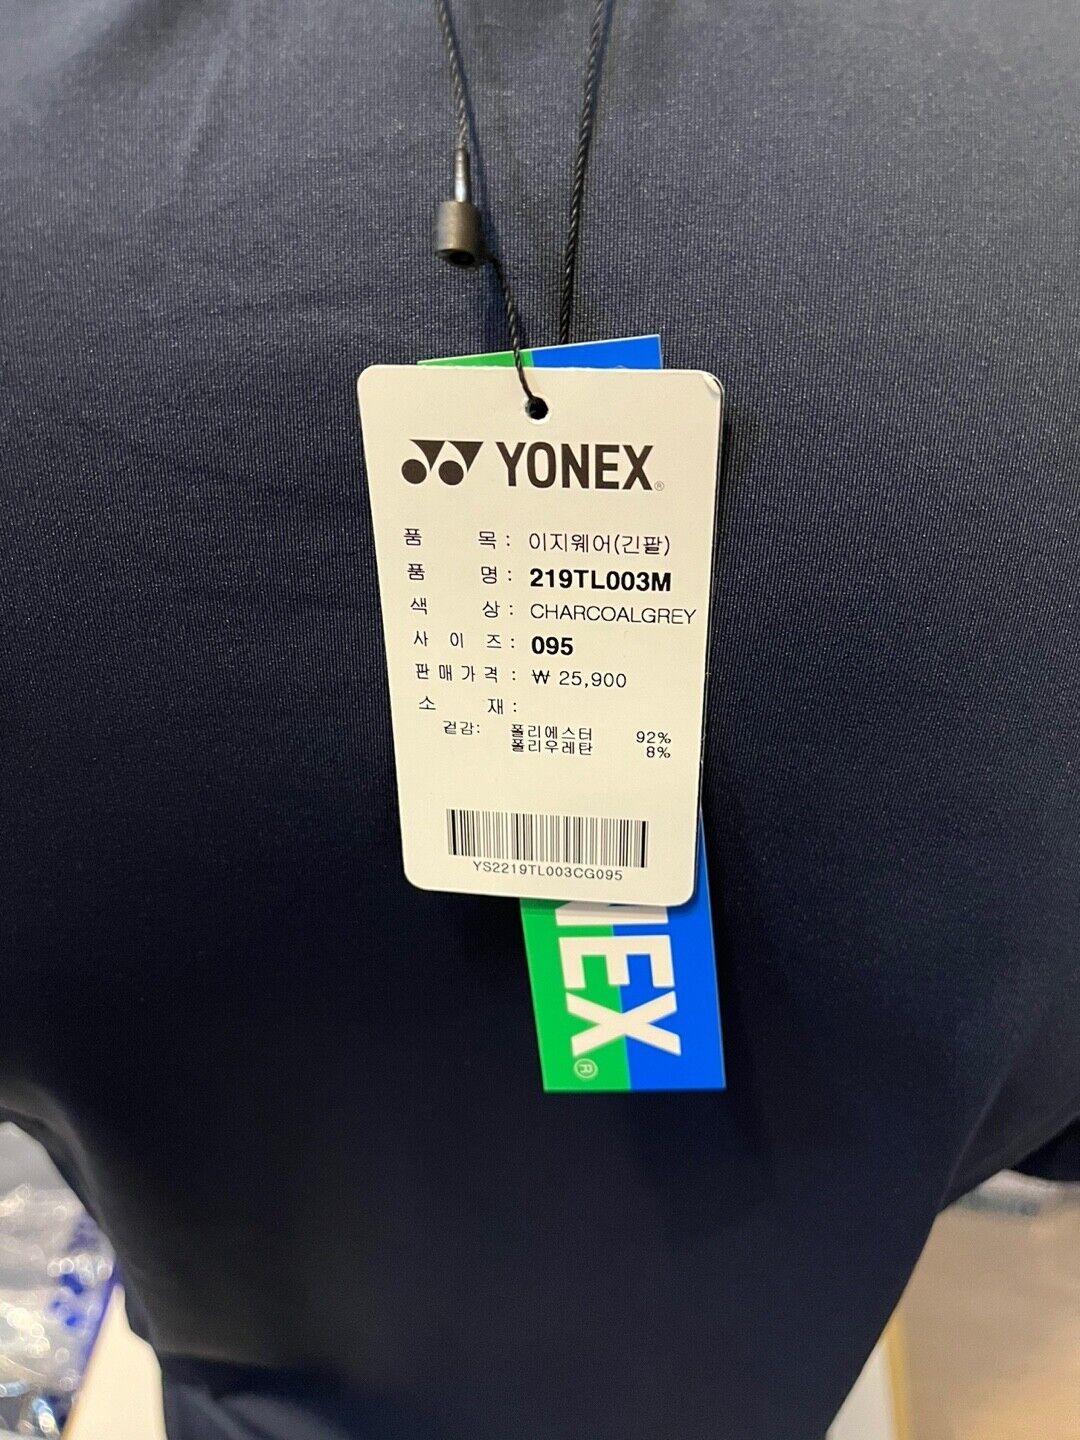 YONEX®
품 목 : 이지웨어(긴팔)
품 명 : 219TL003M
색 상 : CHARCOALGREY
사 이 즈 : 095
판매가격 : ₩ 25,900
소 재 :
겉감: 폴리에스터 92%
폴리우레탄 8%
YS2219TL003CG095
NEX®